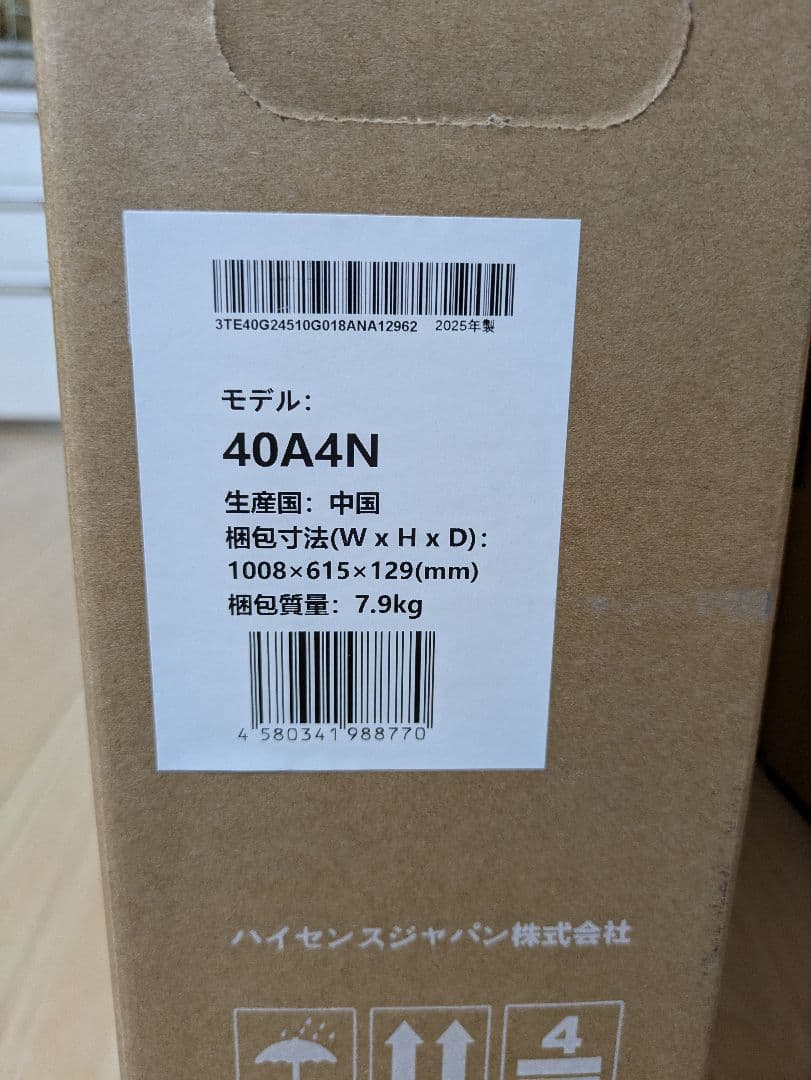 3TE40G24510G018ANA12962 2025年製
モデル：
40A4N
生産国：中国
梱包寸法(W x H x D)：
1008×615×129(mm)
梱包質量：7.9kg
4 580341 988770
ハイセンスジャパン株式会社
4